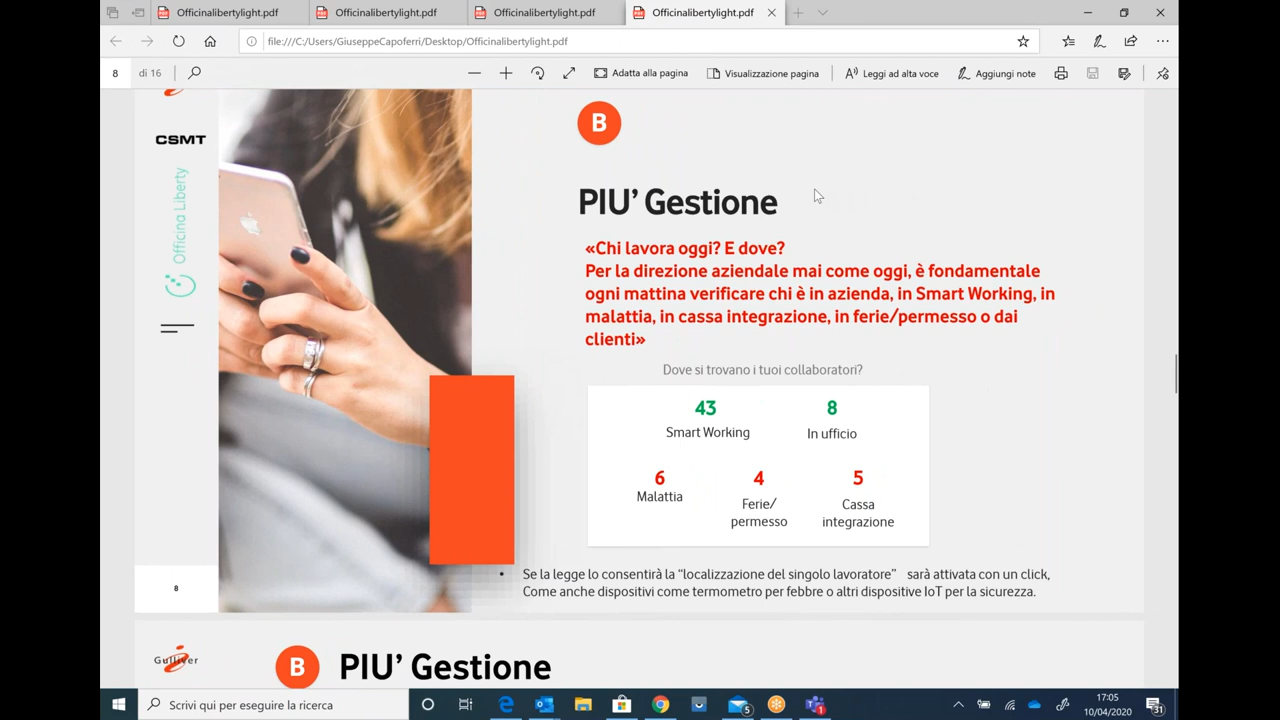 Officinalibertylight.pdf
Officinalibertylight.pdf
Officinalibertylight.pdf
Officinalibertylight.pdf
file:///C:/Users/GiuseppeCapoferri/Desktop/Officinalibertylight.pdf
8 di 16
Adatta alla pagina
Visualizzazione pagina
Leggi ad alta voce
Aggiungi note
CSMT
Officina Liberty
B
PIU’ Gestione
«Chi lavora oggi? E dove?
Per la direzione aziendale mai come oggi, è fondamentale
ogni mattina verificare chi è in azienda, in Smart Working, in
malattia, in cassa integrazione, in ferie/permesso o dai
clienti»
Dove si trovano i tuoi collaboratori?
43
Smart Working
8
In ufficio
6
Malattia
4
Ferie/
permesso
5
Cassa
integrazione
• Se la legge lo consentirà la “localizzazione del singolo lavoratore” sarà attivata con un click,
Come anche dispositivi come termometro per febbre o altri dispositive IoT per la sicurezza.
8
Gulliver
B
PIU’ Gestione
Scrivi qui per eseguire la ricerca
5
1
17:05
10/04/2020
31